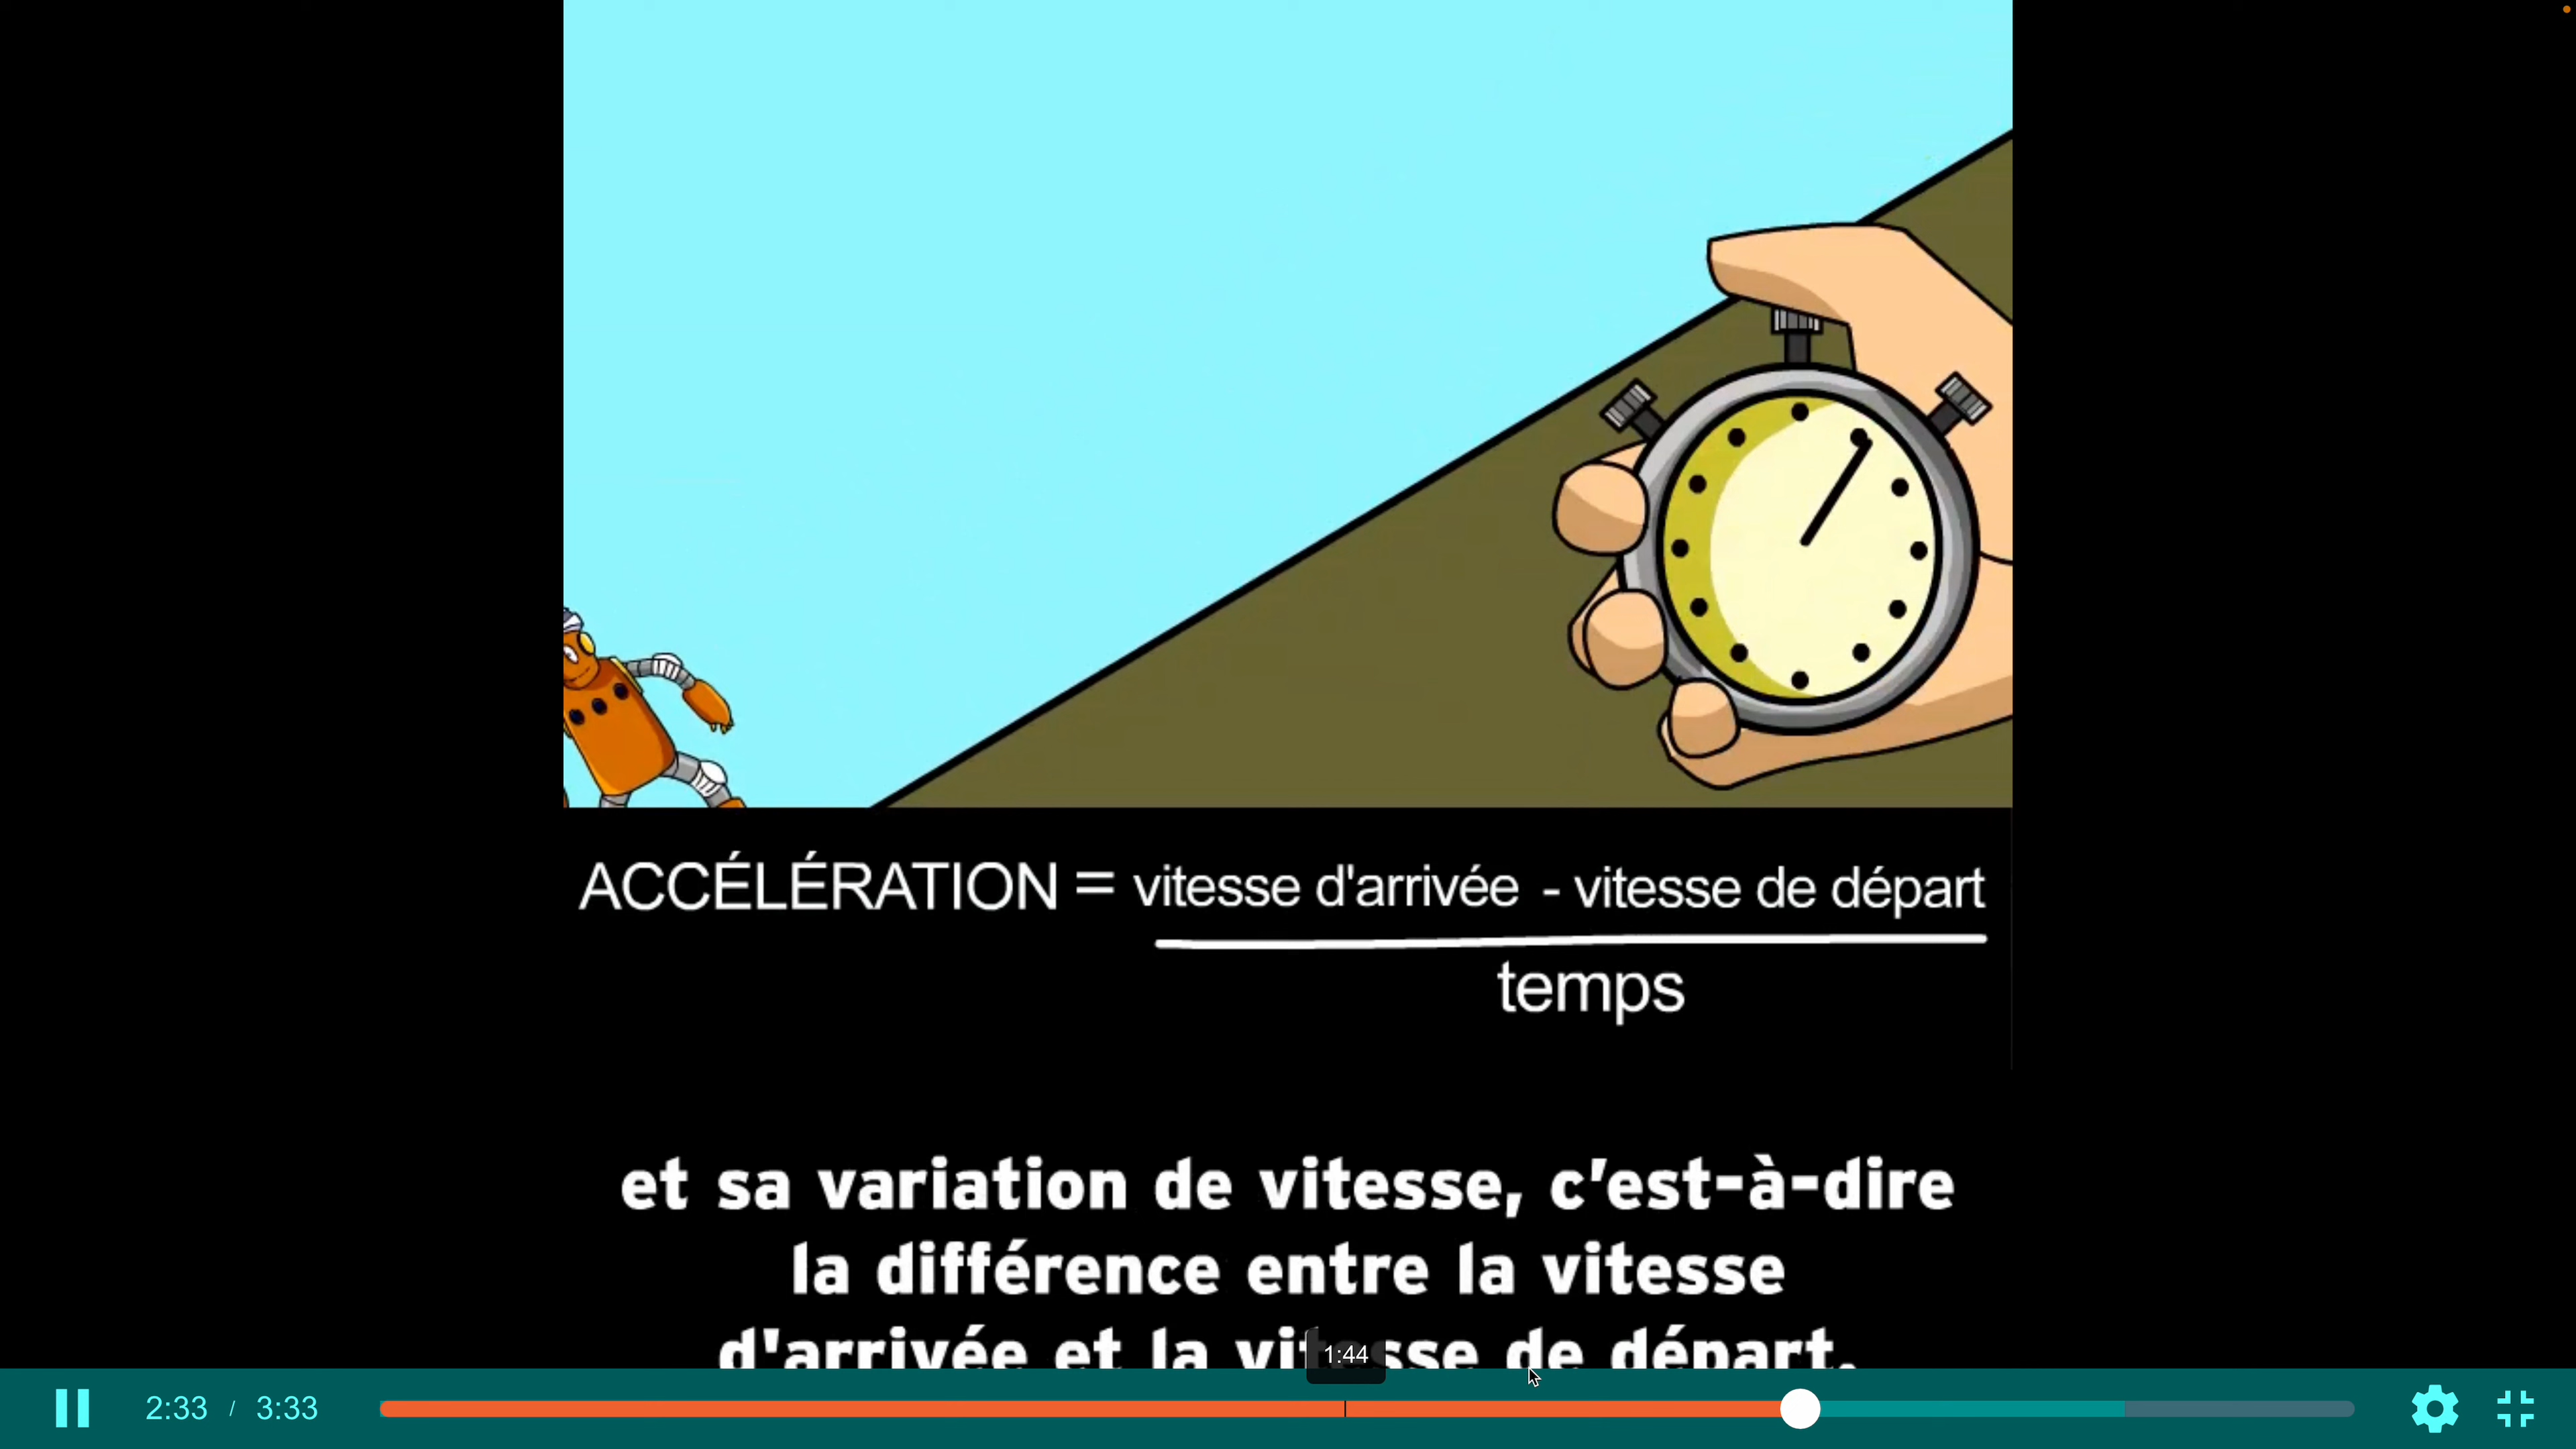 ACCÉLÉRATION = vitesse d'arrivée - vitesse de départ
temps
et sa variation de vitesse, c'est-à-dire
la différence entre la vitesse
d'arrivée et la vitesse de départ.
1:44
2:33 / 3:33